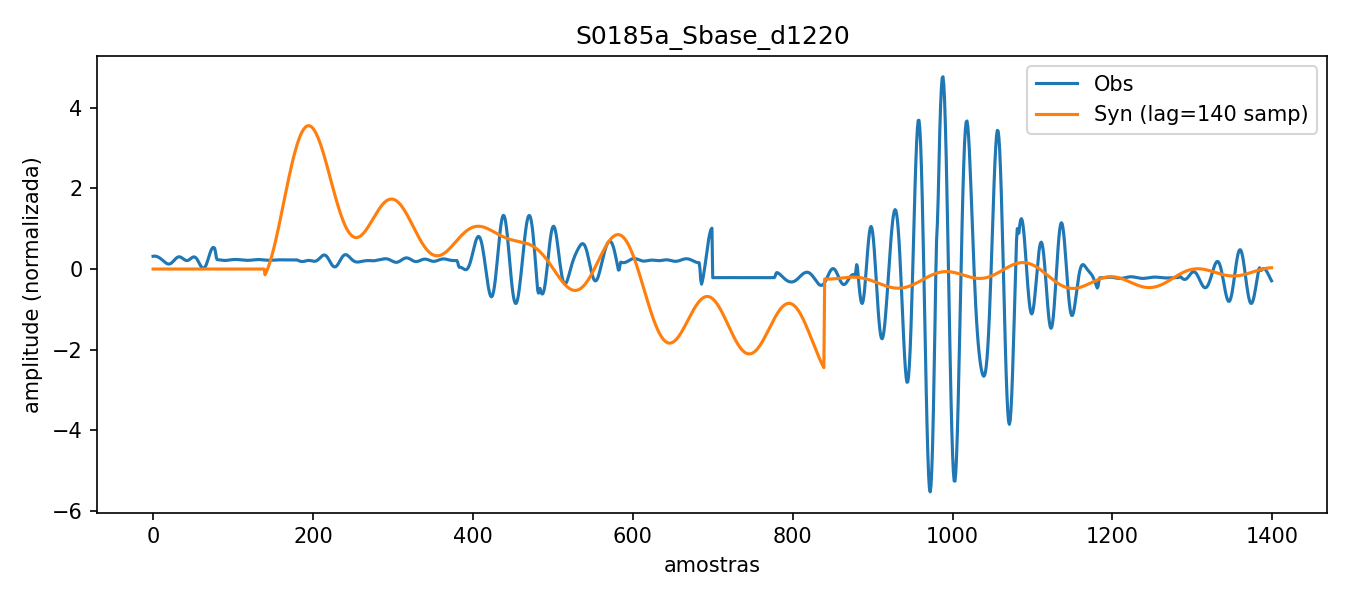 S0185a_Sbase_d1220
Obs
Syn (lag=140 samp)
amplitude (normalizada)
4
2
0
−2
−4
−6
0 200 400 600 800 1000 1200 1400
amostras